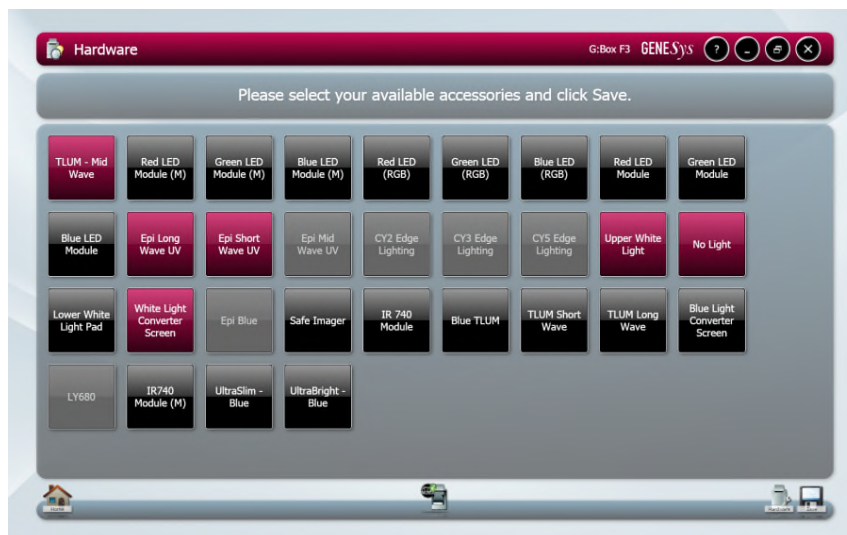 Hardware
G:Box F3 GENESys ?
Please select your available accessories and click Save.
TLUM - Mid
Wave
Red LED
Module (M)
Green LED
Module (M)
Blue LED
Module (M)
Red LED
(RGB)
Green LED
(RGB)
Blue LED
(RGB)
Red LED
Module
Green LED
Module
Blue LED
Module
Epi Long
Wave UV
Epi Short
Wave UV
Epi Mid
Wave UV
CY2 Edge
Lighting
CY3 Edge
Lighting
CY5 Edge
Lighting
Upper White
Light
No Light
Lower White
Light Pad
White Light
Converter
Screen
Epi Blue
Safe Imager
IR 740
Module
Blue TLUM
TLUM Short
Wave
TLUM Long
Wave
Blue Light
Converter
Screen
LY680
IR740
Module (M)
UltraSlim -
Blue
UltraBright -
Blue
Home
Hardware
Save